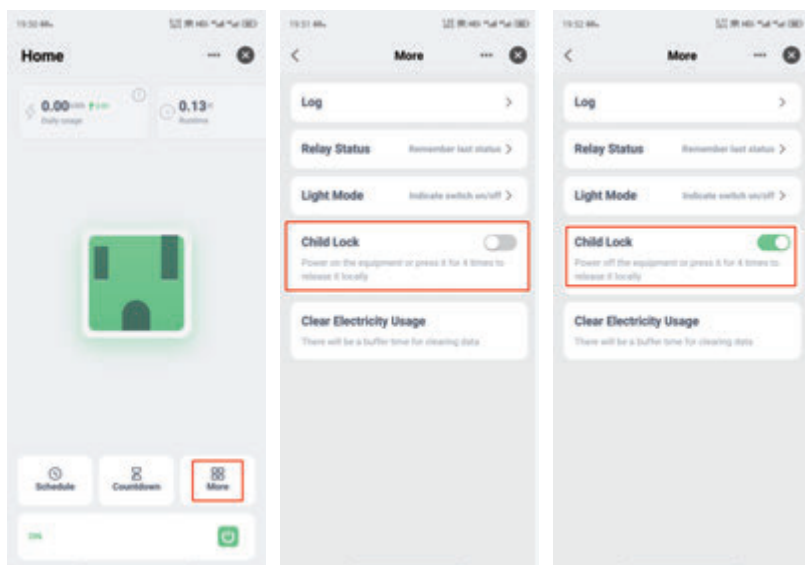 Home
0.00
0.13
Daily usage
Runtime
Schedule
Countdown
More
ON
More
Log
Relay Status
Remember last status
Light Mode
Indicate switch on/off
Child Lock
Power on the equipment or press it for 4 times to
release it locally
Clear Electricity Usage
There will be a buffer time for clearing data
More
Log
Relay Status
Remember last status
Light Mode
Indicate switch on/off
Child Lock
Power off the equipment or press it for 4 times to
release it locally
Clear Electricity Usage
There will be a buffer time for clearing data